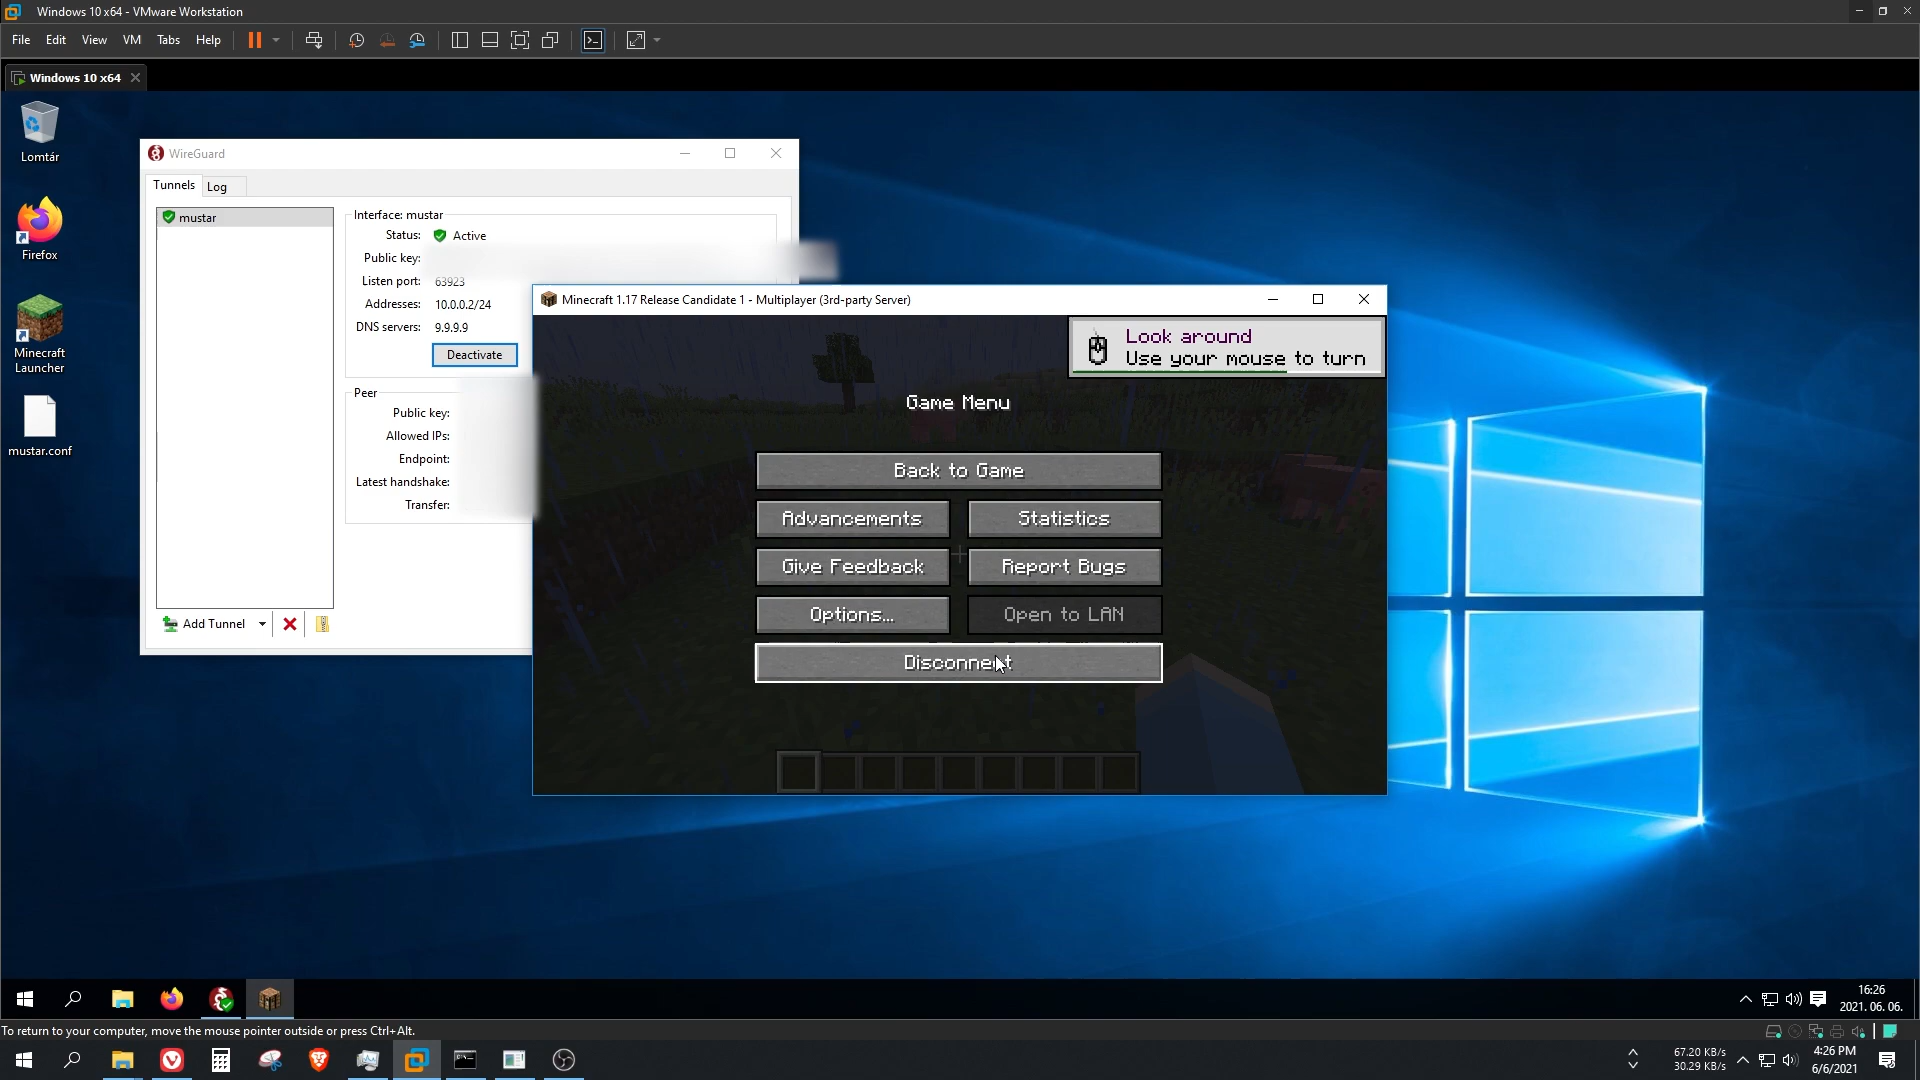 Windows 10 x64 - VMware Workstation
File Edit View VM Tabs Help
Windows 10 x64
Lomtár
Firefox
Minecraft
Launcher
mustar.conf
WireGuard
Tunnels Log
mustar
Interface: mustar
Status: Active
Public key:
Listen port: 63923
Addresses: 10.0.0.2/24
DNS servers: 9.9.9.9
Deactivate
Peer
Public key:
Allowed IPs:
Endpoint:
Latest handshake:
Transfer:
Add Tunnel
Minecraft 1.17 Release Candidate 1 - Multiplayer (3rd-party Server)
Look around
Use your mouse to turn
Game Menu
Back to Game
Advancements Statistics
Give Feedback Report Bugs
Options... Open to LAN
Disconnect
16:26
2021. 06. 06.
To return to your computer, move the mouse pointer outside or press Ctrl+Alt.
67.20 KB/s
30.29 KB/s
4:26 PM
6/6/2021